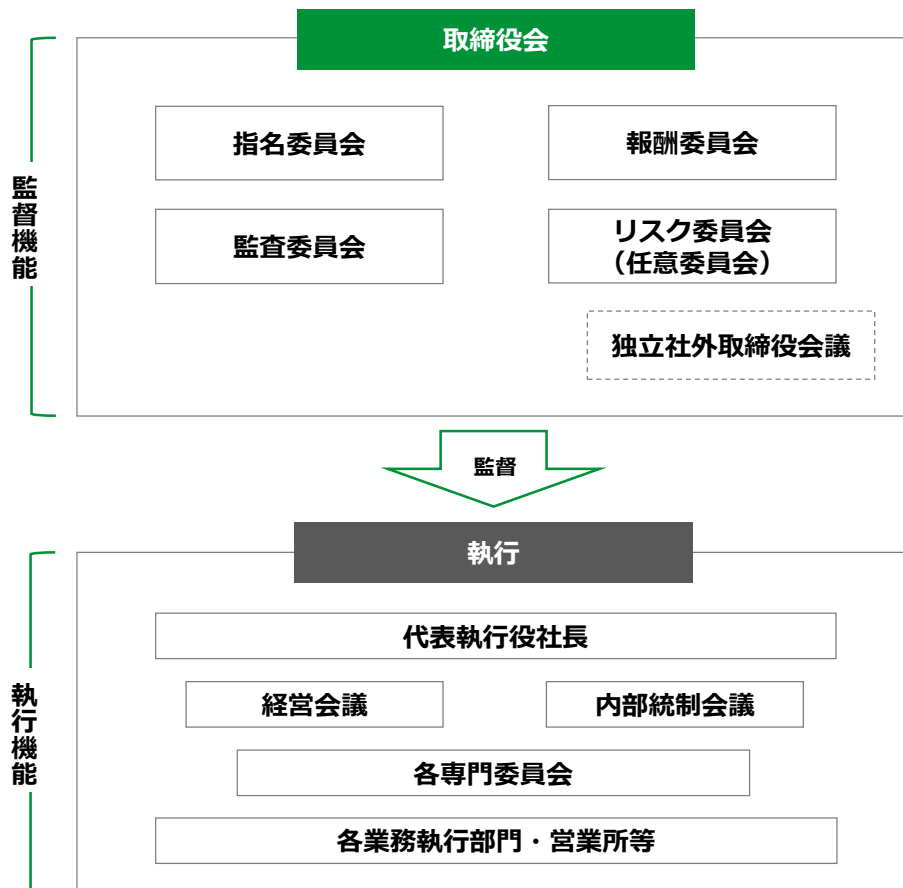 取締役会
監督機能
指名委員会
報酬委員会
監査委員会
リスク委員会
(任意委員会)
独立社外取締役会議
監督
執行
執行機能
代表執行役社長
経営会議
内部統制会議
各専門委員会
各業務執行部門・営業所等